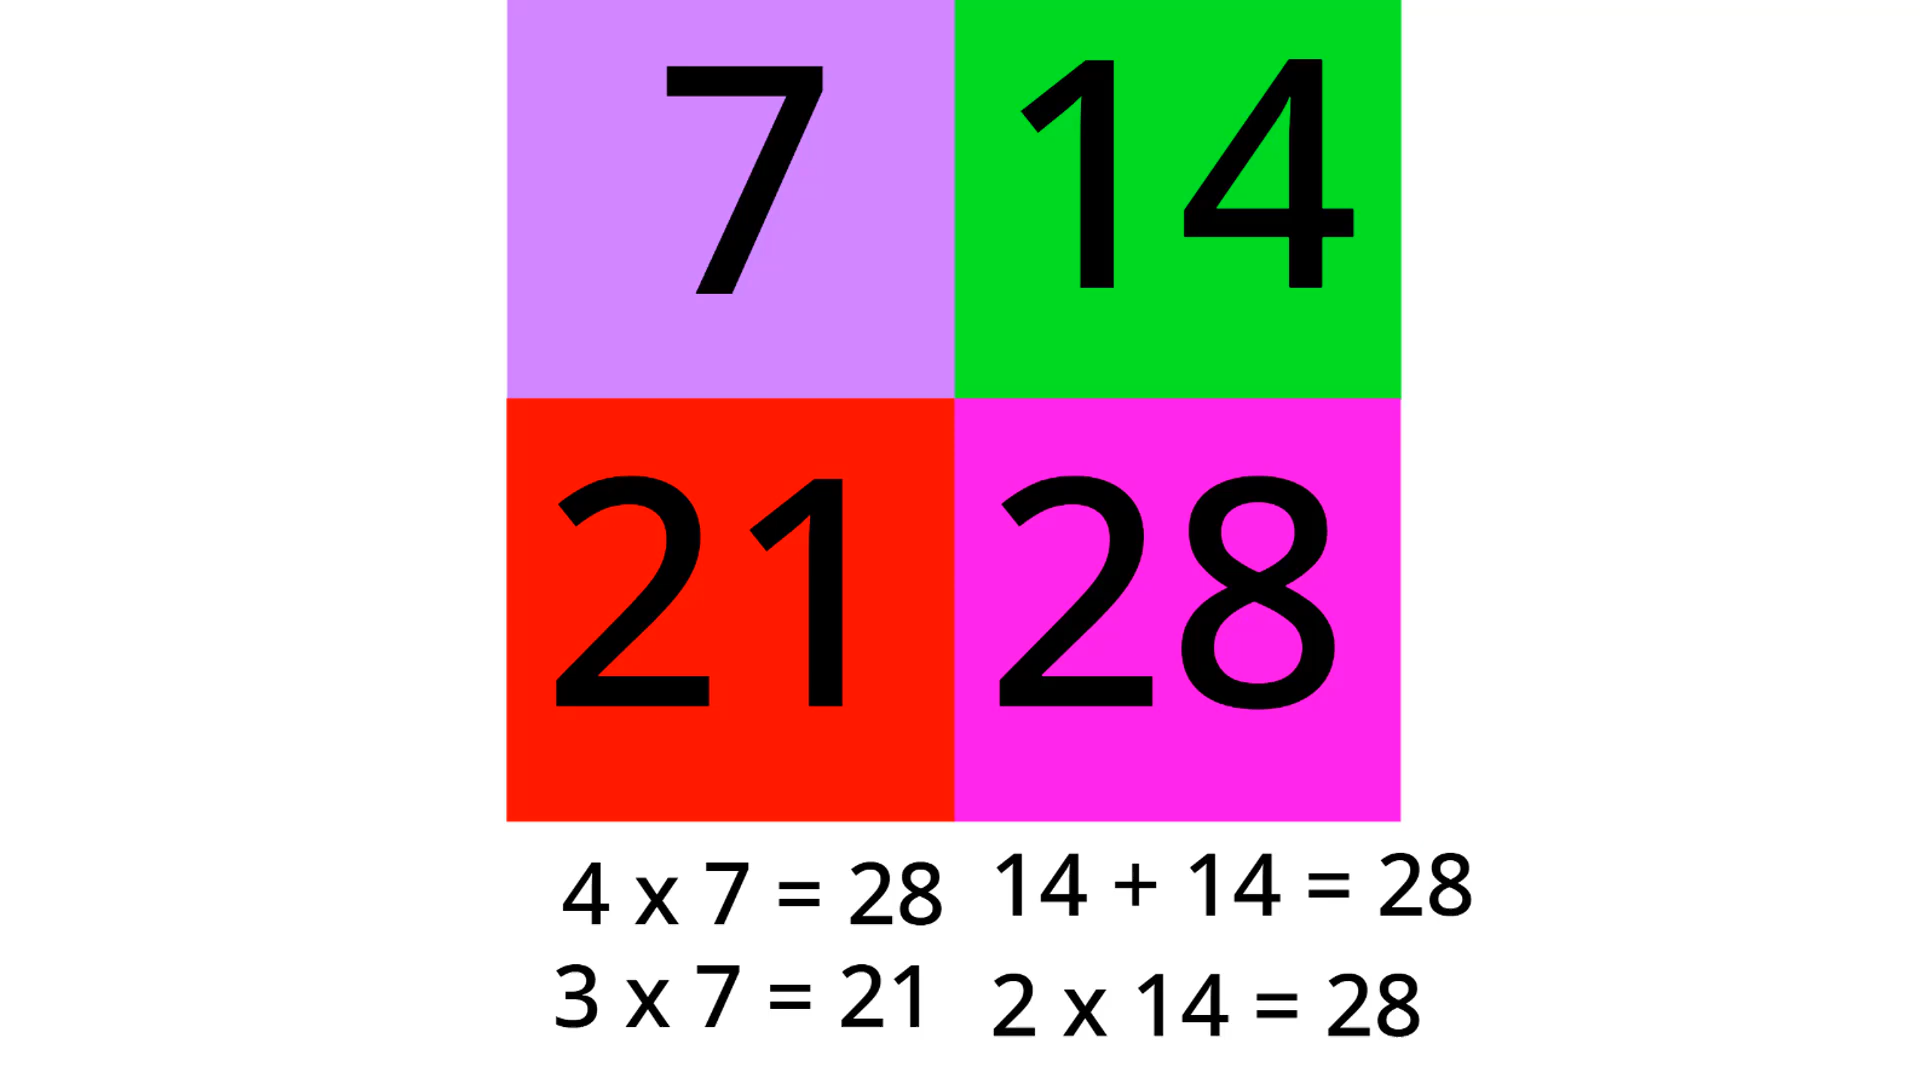 7 14
21 28
4 x 7 = 28 14 + 14 = 28
3 x 7 = 21 2 x 14 = 28